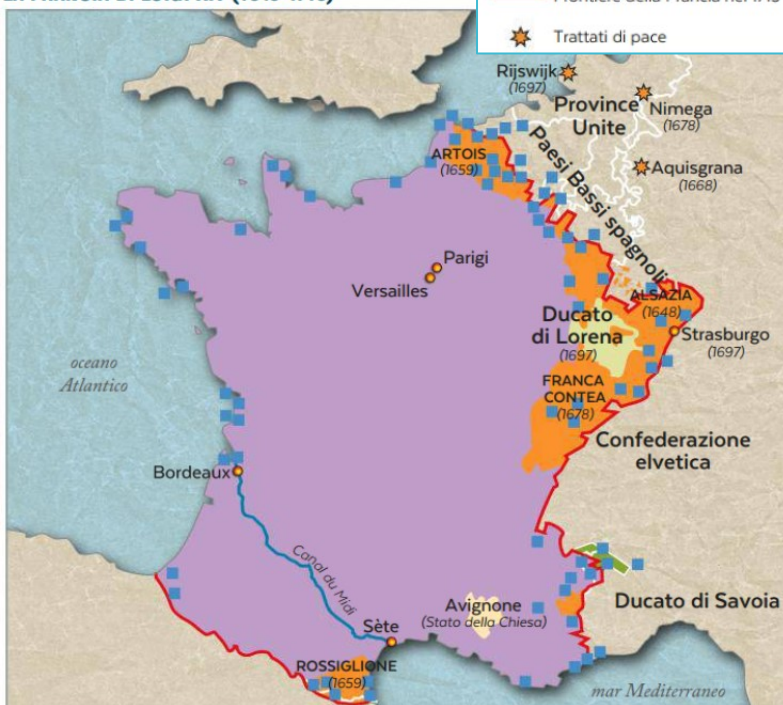 Trattati di pace
Rijswijk
(1697)
Province
Unite
Nimega
(1678)
Aquisgrana
(1668)
Paesi Bassi spagnoli
ARTOIS
(1659)
Parigi
Versailles
ALSAZIA
(1648)
Ducato
di Lorena
(1697)
Strasburgo
(1697)
oceano
Atlantico
FRANCA
CONTEA
(1678)
Confederazione
elvetica
Bordeaux
Canal du Midi
Avignone
(Stato della Chiesa)
Ducato di Savoia
Sète
ROSSIGLIONE
(1659)
mar Mediterraneo